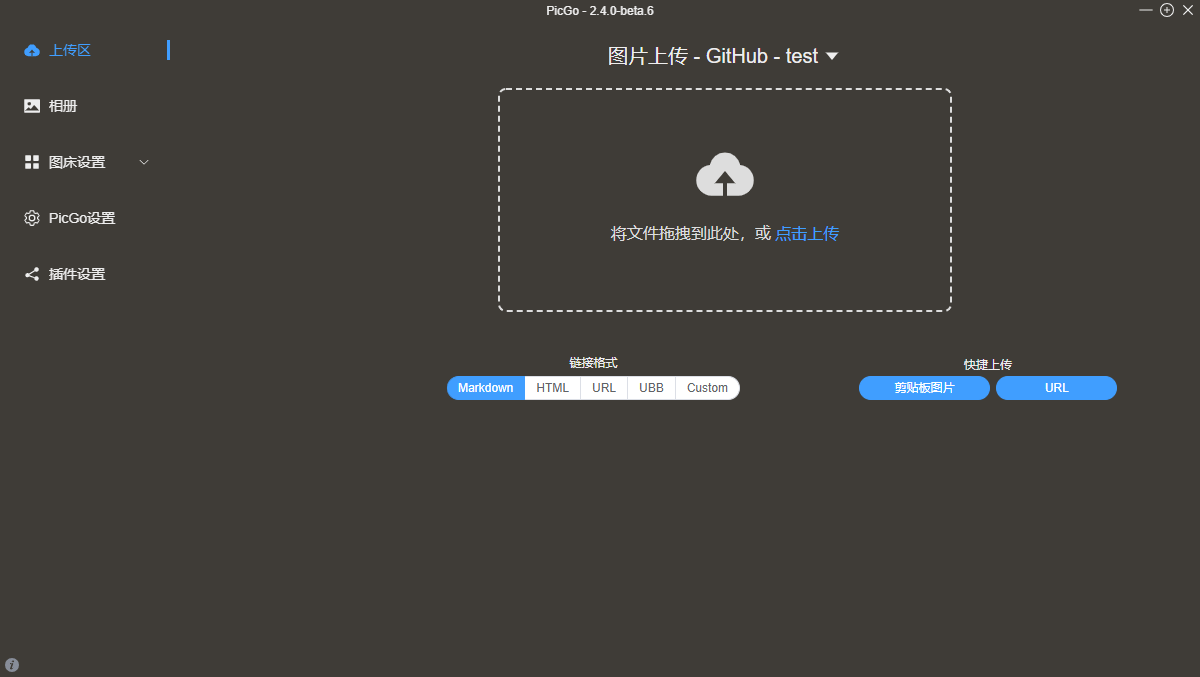 PicGo - 2.4.0-beta.6
上传区
相册
图床设置
PicGo设置
插件设置
图片上传 - GitHub - test
将文件拖拽到此处，或 点击上传
链接格式
Markdown HTML URL UBB Custom
快捷上传
剪贴板图片 URL